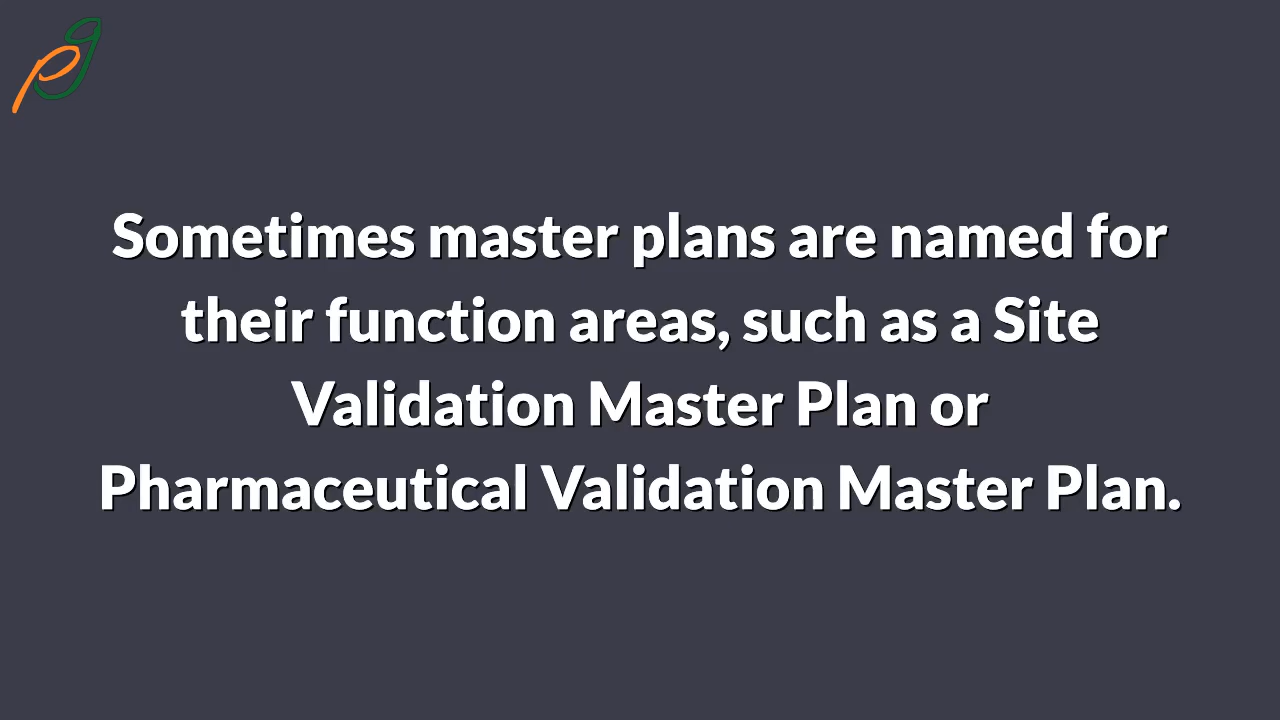 Sometimes master plans are named for
their function areas, such as a Site
Validation Master Plan or
Pharmaceutical Validation Master Plan.